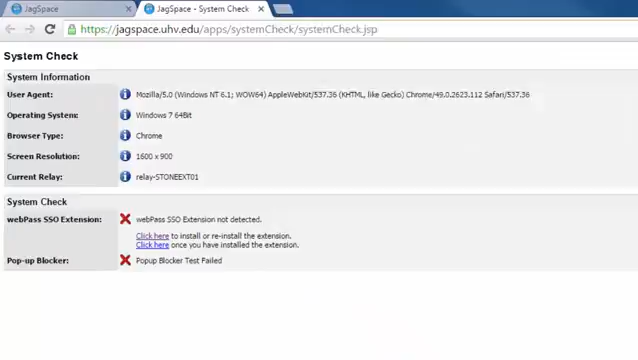 JagSpace
JagSpace - System Check
https://jagspace.uhv.edu/apps/systemCheck/systemCheck.jsp
System Check
System Information
User Agent: Mozilla/5.0 (Windows NT 6.1; WOW64) AppleWebKit/537.36 (KHTML, like Gecko) Chrome/49.0.2623.112 Safari/537.36
Operating System: Windows 7 64Bit
Browser Type: Chrome
Screen Resolution: 1600 x 900
Current Relay: relay-STONEEXT01
System Check
webPass SSO Extension: webPass SSO Extension not detected.
Click here to install or re-install the extension.
Click here once you have installed the extension.
Pop-up Blocker: Popup Blocker Test Failed